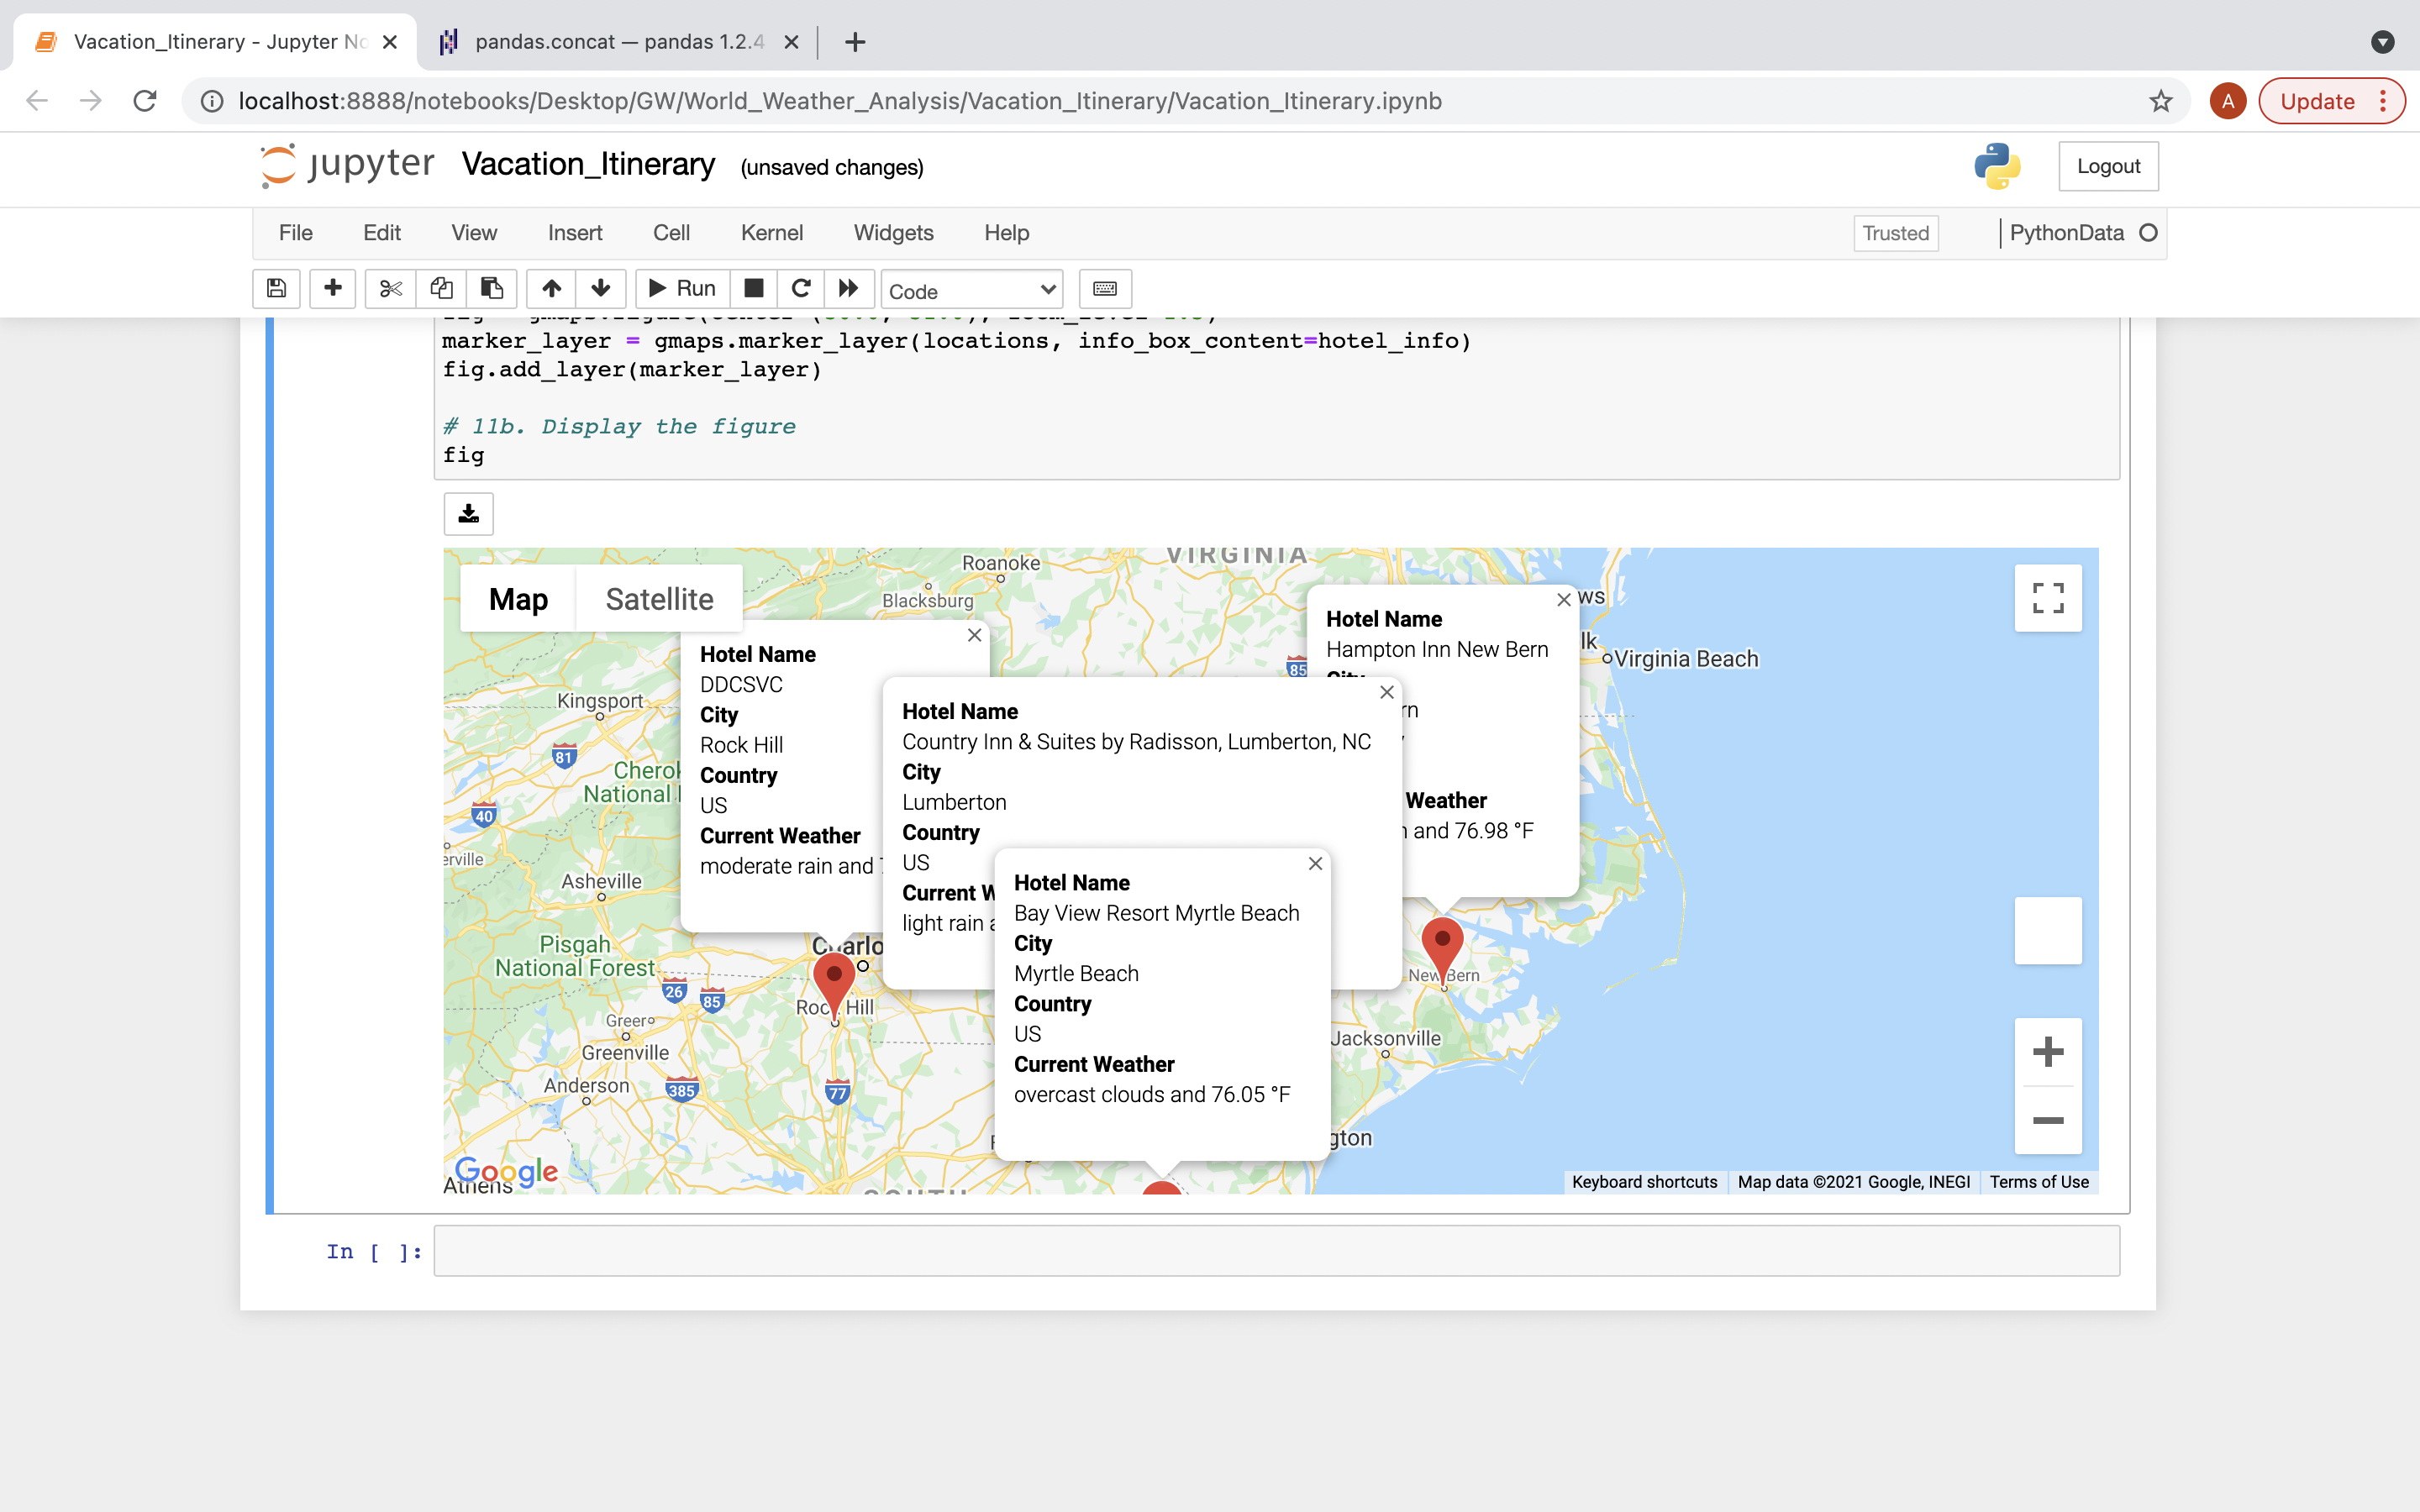 Vacation_Itinerary - Jupyter No
pandas.concat — pandas 1.2.4
localhost:8888/notebooks/Desktop/GW/World_Weather_Analysis/Vacation_Itinerary/Vacation_Itinerary.ipynb
A
Update
jupyter Vacation_Itinerary (unsaved changes)
Logout
File Edit View Insert Cell Kernel Widgets Help
Trusted
PythonData
Run
Code
marker_layer = gmaps.marker_layer(locations, info_box_content=hotel_info)
fig.add_layer(marker_layer)
# 11b. Display the figure
fig
Map
Satellite
VIRGINIA
Roanoke
Blacksburg
Kingsport
81
40
85
Virginia Beach
ws
lk
Hotel Name
DDCSVC
City
Rock Hill
Country
US
Current Weather
moderate rain and
Hotel Name
Country Inn & Suites by Radisson, Lumberton, NC
City
Lumberton
Country
US
Current W
light rain a
Hotel Name
Bay View Resort Myrtle Beach
City
Myrtle Beach
Country
US
Current Weather
overcast clouds and 76.05 °F
Hotel Name
Hampton Inn New Bern
City
rn
Weather
and 76.98 °F
Cherok
National
erville
Asheville
Pisgah
National Forest
Charlo
Rock Hill
26
85
Greer
Greenville
Anderson
385
77
New Bern
Jacksonville
gton
Athens
SOUTH
Google
Keyboard shortcuts
Map data ©2021 Google, INEGI
Terms of Use
In [ ]: